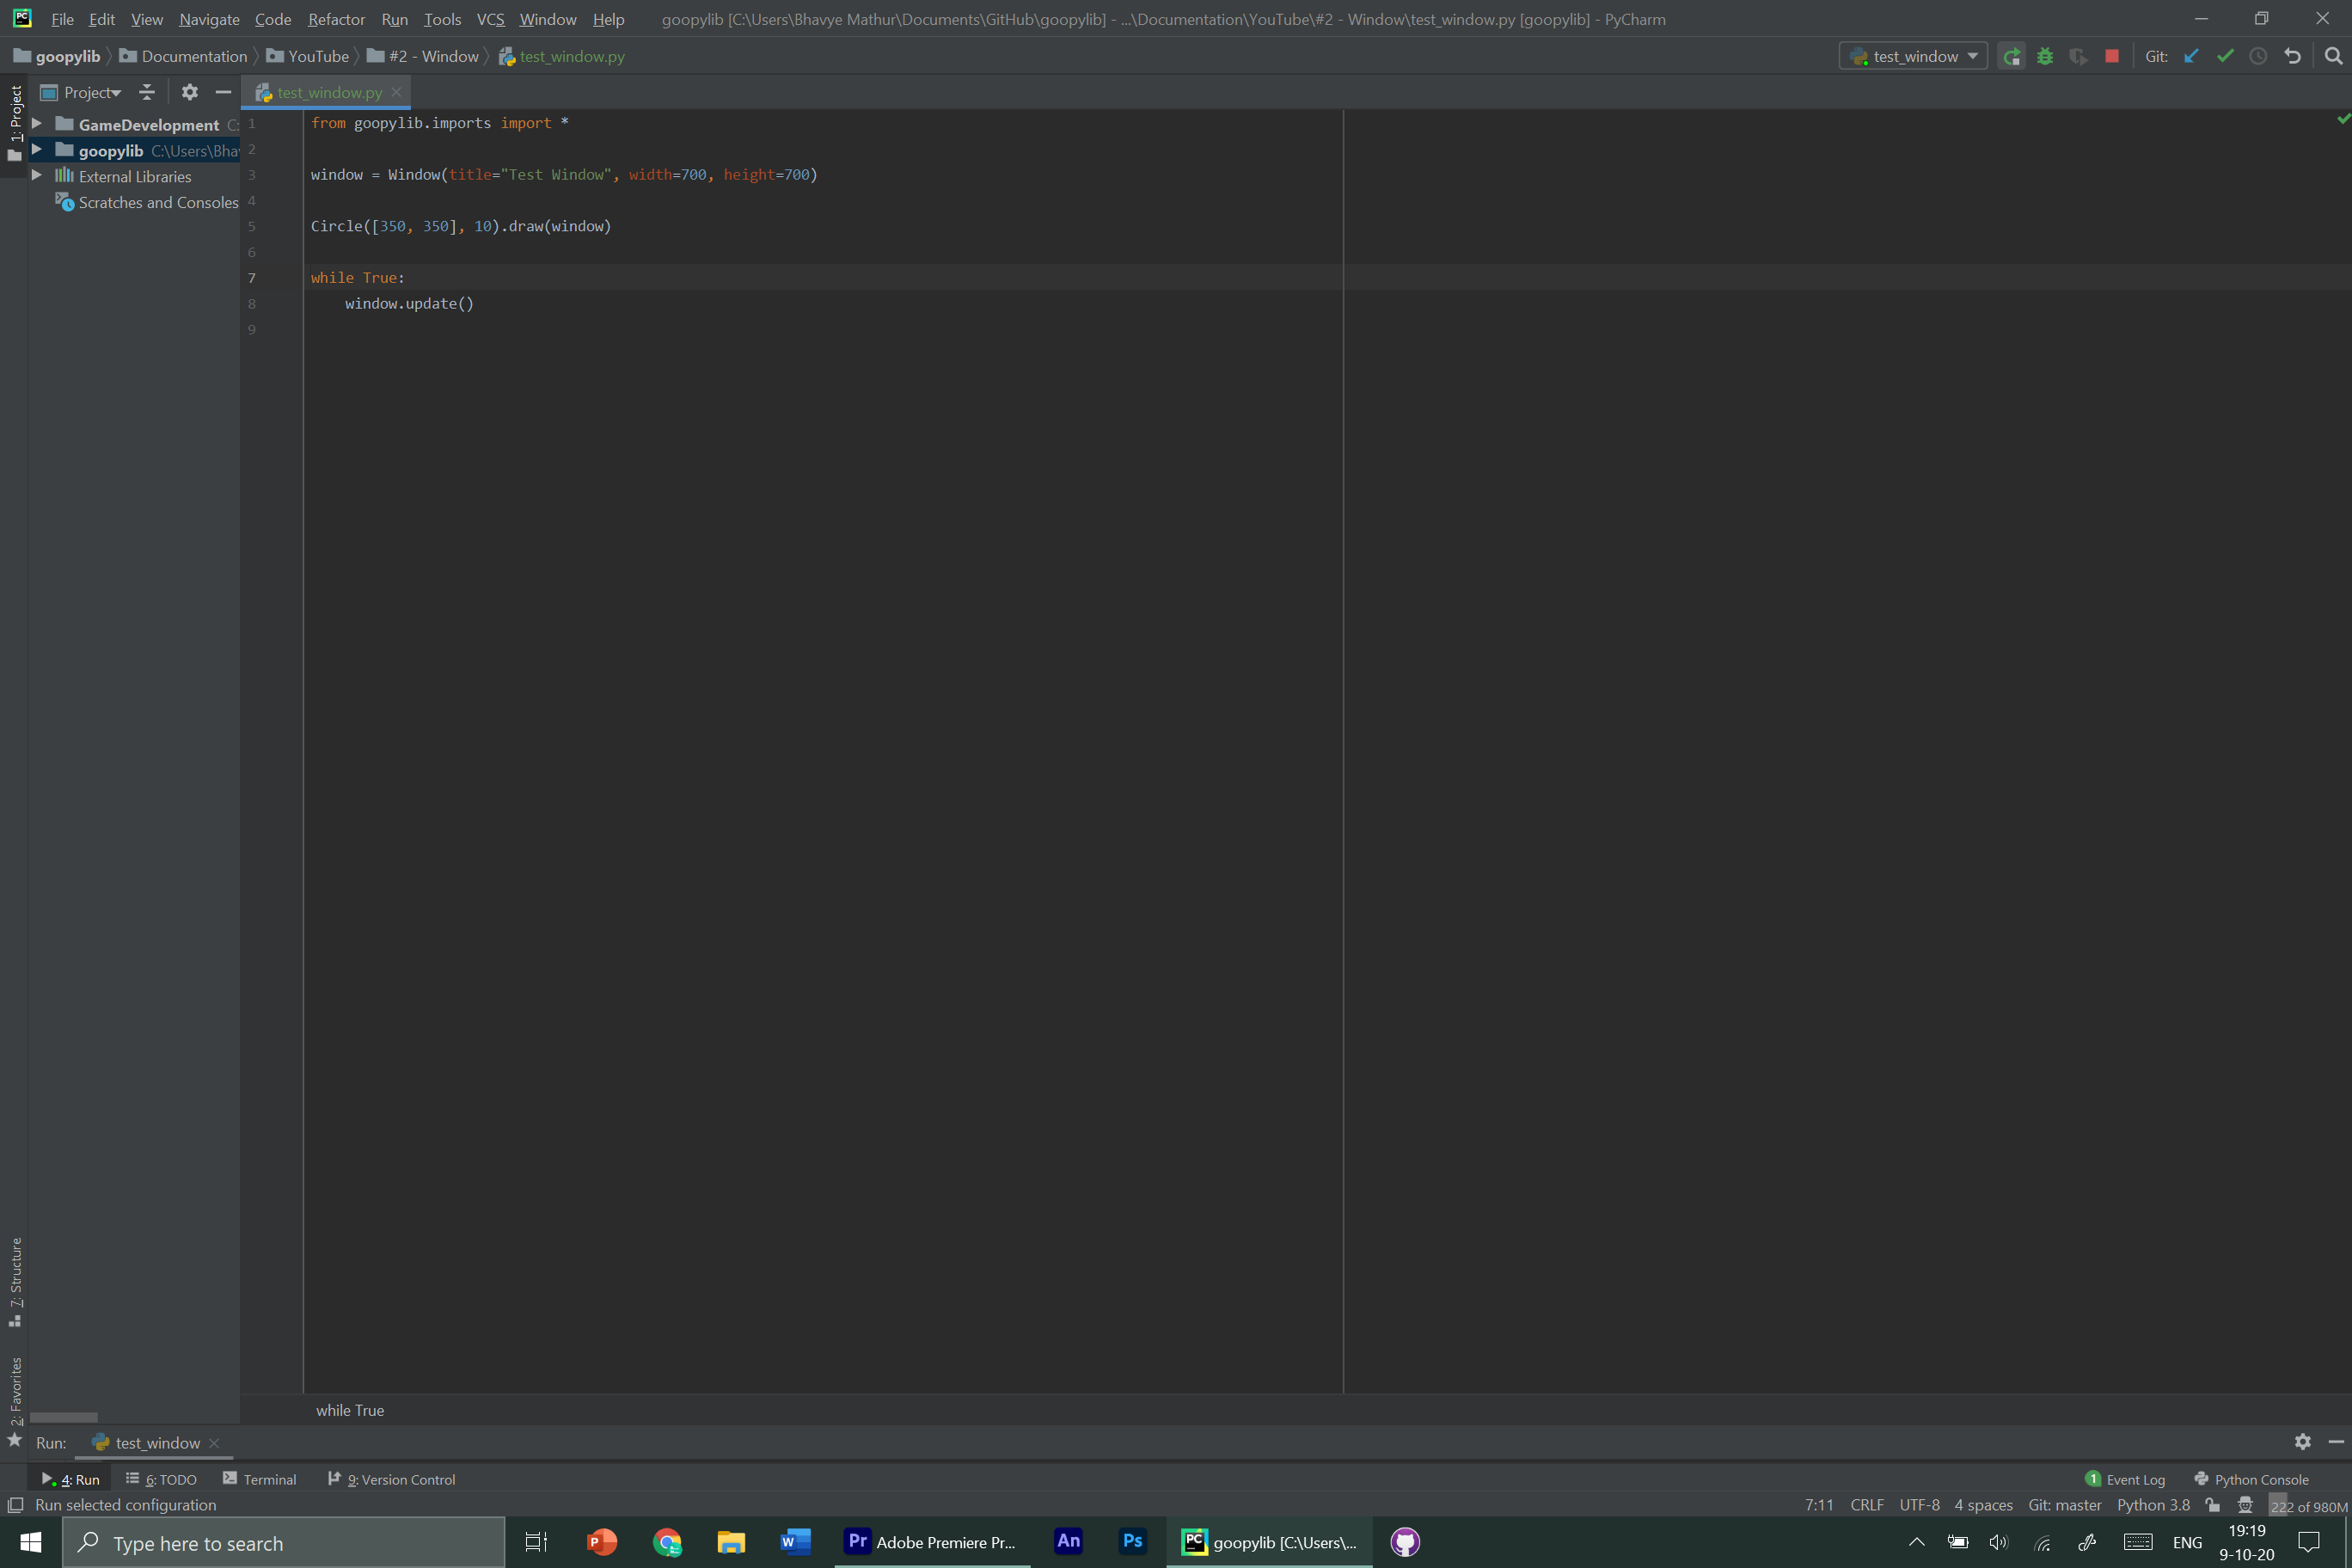 PC File Edit View Navigate Code Refactor Run Tools VCS Window Help goopylib [C:\Users\Bhavye Mathur\Documents\GitHub\goopylib] - ...\Documentation\YouTube\#2 - Window\test_window.py [goopylib] - PyCharm
goopylib Documentation YouTube #2 - Window test_window.py test_window Git:
1: Project
Project test_window.py
GameDevelopment C:
goopylib C:\Users\Bha
External Libraries
Scratches and Consoles
1 from goopylib.imports import *
2
3 window = Window(title="Test Window", width=700, height=700)
4
5 Circle([350, 350], 10).draw(window)
6
7 while True:
8 window.update()
9
7: Structure
2: Favorites
while True
Run: test_window
4: Run 6: TODO Terminal 9: Version Control 1 Event Log Python Console
Run selected configuration 7:11 CRLF UTF-8 4 spaces Git: master Python 3.8 222 of 980M
Type here to search P W Pr Adobe Premiere Pr... An Ps PC goopylib [C:\Users\... ENG 19:19
9-10-20